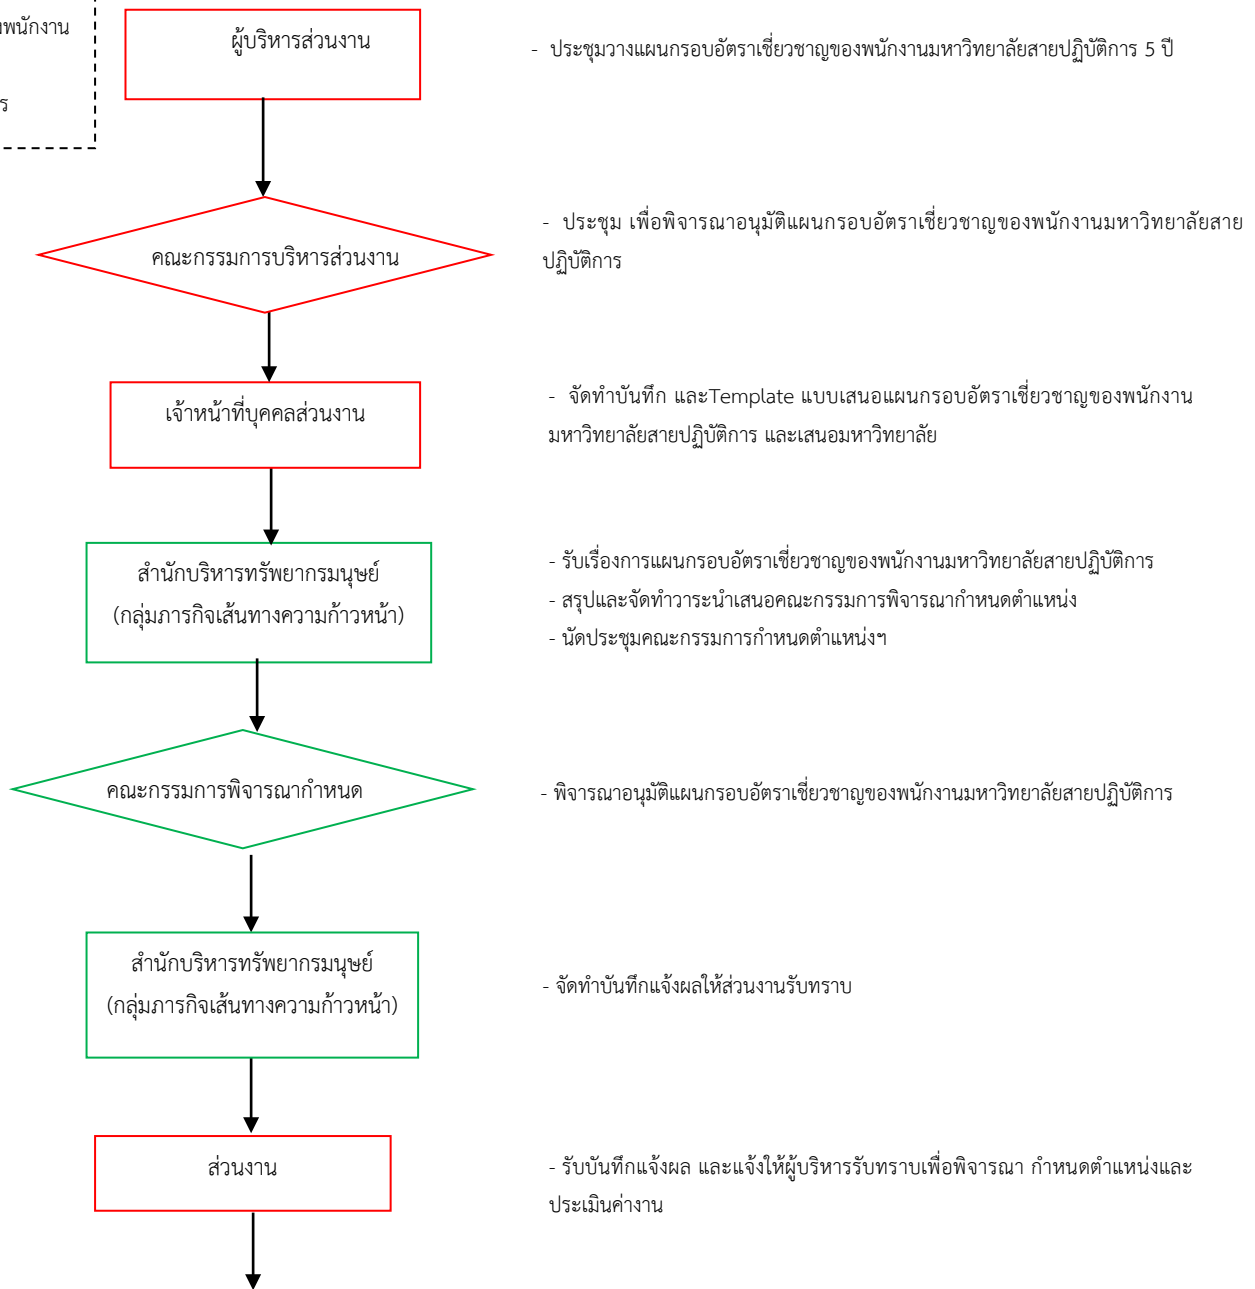 ผู้บริหารส่วนงาน
- ประชุมวางแผนกรอบอัตราเชี่ยวชาญของพนักงานมหาวิทยาลัยสายปฏิบัติการ 5 ปี
คณะกรรมการบริหารส่วนงาน
- ประชุม เพื่อพิจารณาอนุมัติแผนกรอบอัตราเชี่ยวชาญของพนักงานมหาวิทยาลัยสาย
ปฏิบัติการ
เจ้าหน้าที่บุคคลส่วนงาน
- จัดทำบันทึก และTemplate แบบเสนอแผนกรอบอัตราเชี่ยวชาญของพนักงาน
มหาวิทยาลัยสายปฏิบัติการ และเสนอมหาวิทยาลัย
สำนักบริหารทรัพยากรมนุษย์
(กลุ่มภารกิจเส้นทางความก้าวหน้า)
- รับเรื่องการแผนกรอบอัตราเชี่ยวชาญของพนักงานมหาวิทยาลัยสายปฏิบัติการ
- สรุปและจัดทำวาระนำเสนอคณะกรรมการพิจารณากำหนดตำแหน่ง
- นัดประชุมคณะกรรมการกำหนดตำแหน่งฯ
คณะกรรมการพิจารณากำหนด
- พิจารณาอนุมัติแผนกรอบอัตราเชี่ยวชาญของพนักงานมหาวิทยาลัยสายปฏิบัติการ
สำนักบริหารทรัพยากรมนุษย์
(กลุ่มภารกิจเส้นทางความก้าวหน้า)
- จัดทำบันทึกแจ้งผลให้ส่วนงานรับทราบ
ส่วนงาน
- รับบันทึกแจ้งผล และแจ้งให้ผู้บริหารรับทราบเพื่อพิจารณา กำหนดตำแหน่งและ
ประเมินค่างาน